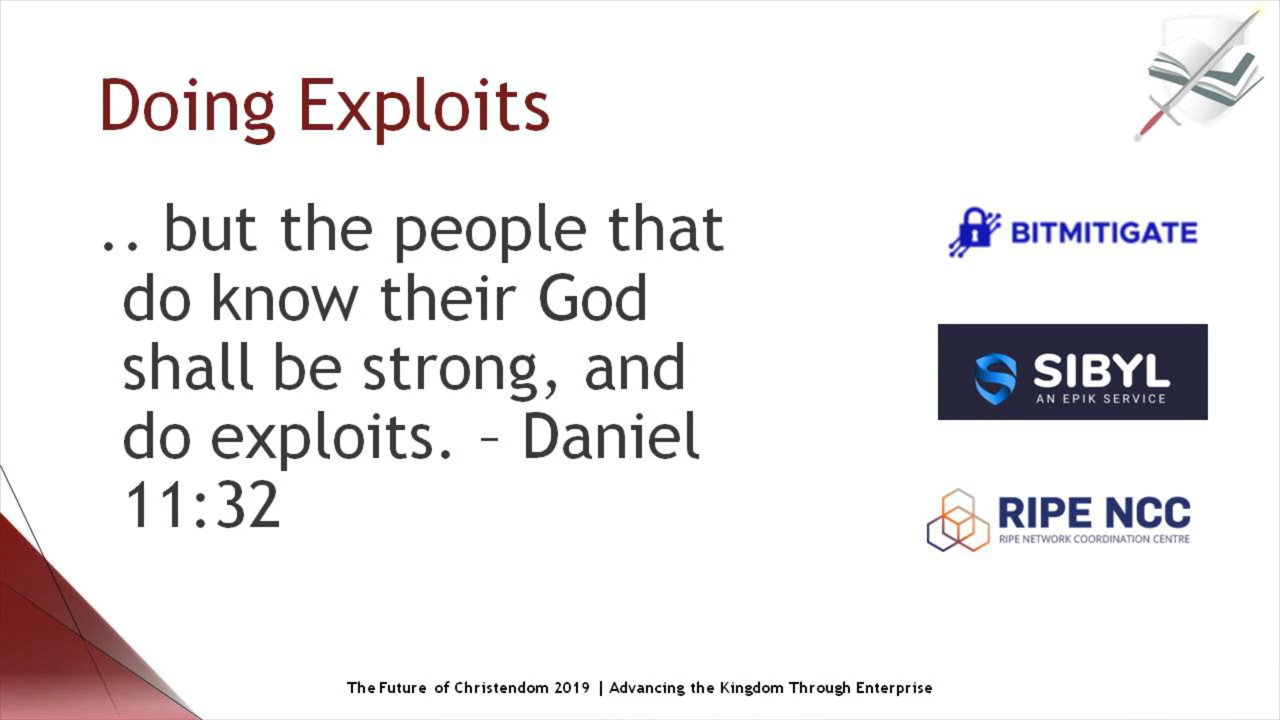 Doing Exploits
.. but the people that
do know their God
shall be strong, and
do exploits. – Daniel
11:32
BITMITIGATE
SIBYL
AN EPIK SERVICE
RIPE NCC
RIPE NETWORK COORDINATION CENTRE
The Future of Christendom 2019 | Advancing the Kingdom Through Enterprise